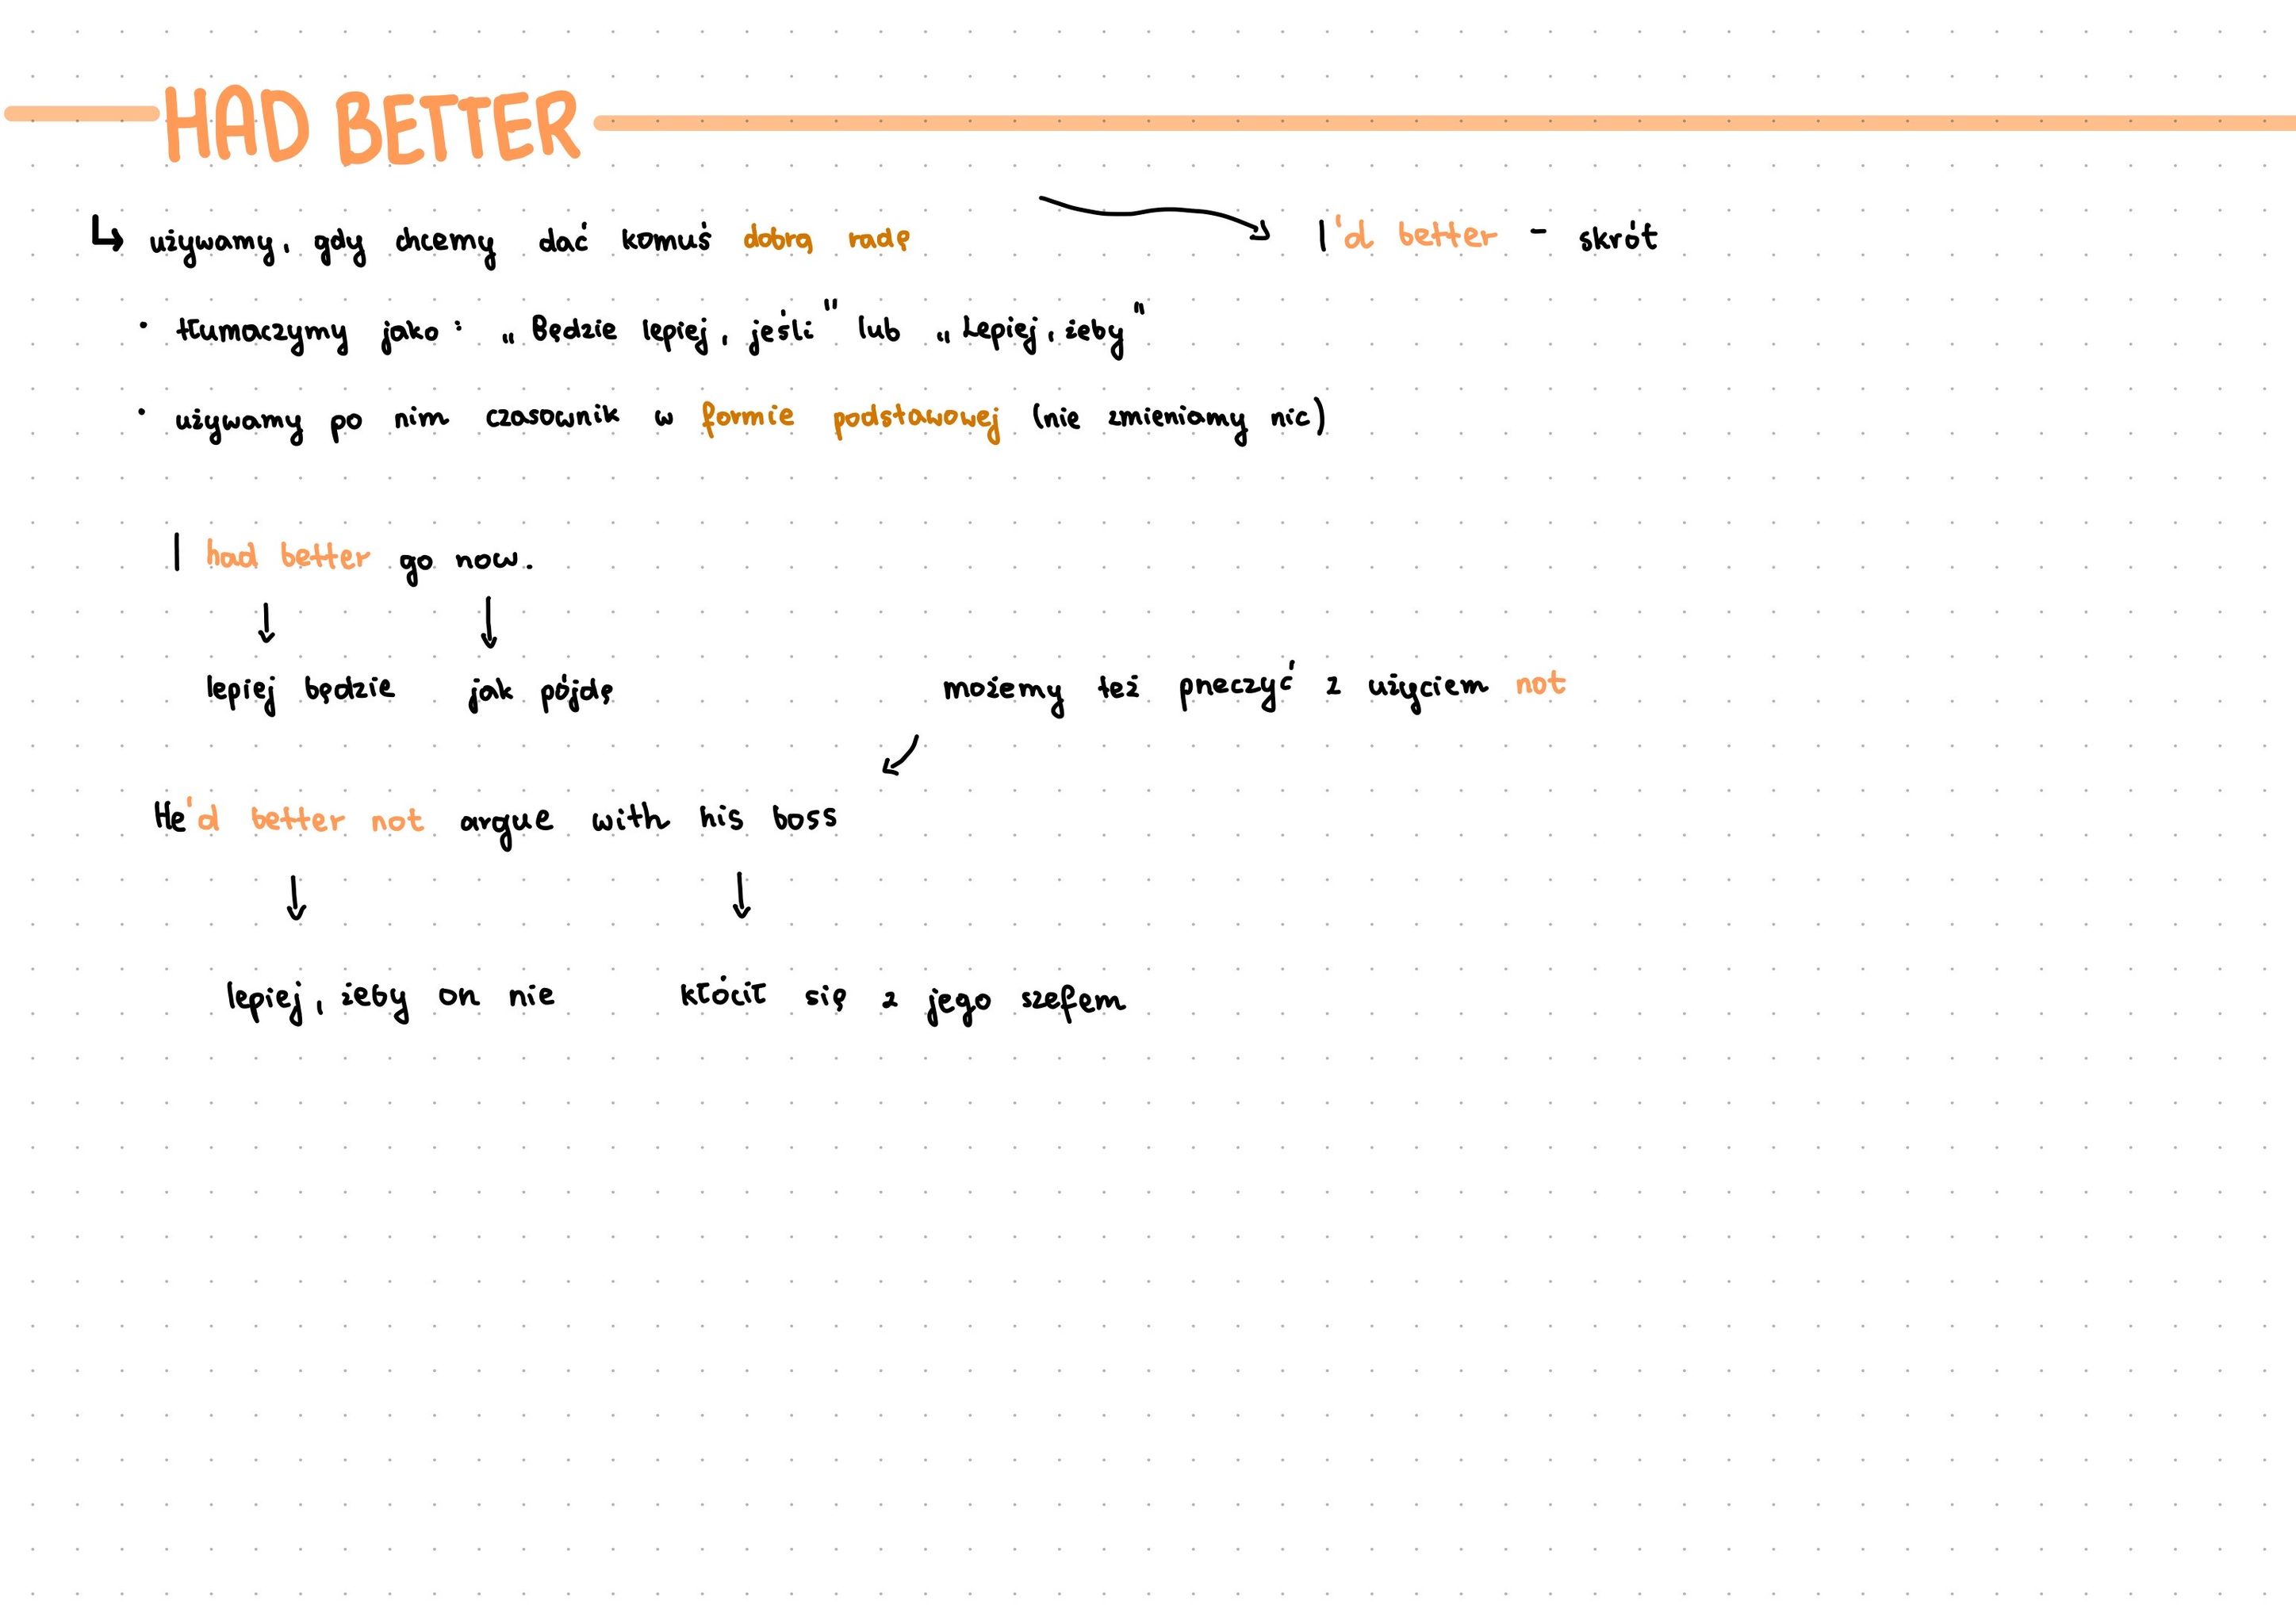 HAD BETTER
↳ używamy, gdy chcemy dać komuś dobrą radę
I'd better - skrót
• tłumaczymy jako: „Będzie lepiej, jeśli" lub „Lepiej, żeby"
• używamy po nim czasownik w formie podstawowej (nie zmieniamy nic)
I had better go now.
lepiej będzie jak pójdę
możemy też przeczyć z użyciem not
He'd better not argue with his boss
lepiej, żeby on nie kłócił się z jego szefem